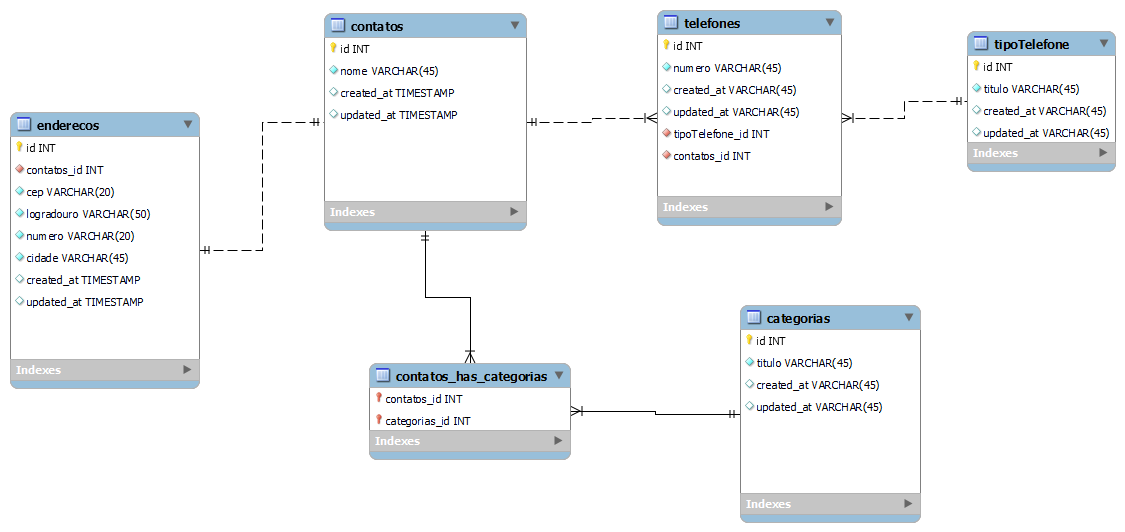 contatos
id INT
nome VARCHAR(45)
created_at TIMESTAMP
updated_at TIMESTAMP
Indexes
telefones
id INT
numero VARCHAR(45)
created_at VARCHAR(45)
updated_at VARCHAR(45)
tipoTelefone_id INT
contatos_id INT
Indexes
tipoTelefone
id INT
titulo VARCHAR(45)
created_at VARCHAR(45)
updated_at VARCHAR(45)
Indexes
enderecos
id INT
contatos_id INT
cep VARCHAR(20)
logradouro VARCHAR(50)
numero VARCHAR(20)
cidade VARCHAR(45)
created_at TIMESTAMP
updated_at TIMESTAMP
Indexes
contatos_has_categorias
contatos_id INT
categorias_id INT
Indexes
categorias
id INT
titulo VARCHAR(45)
created_at VARCHAR(45)
updated_at VARCHAR(45)
Indexes